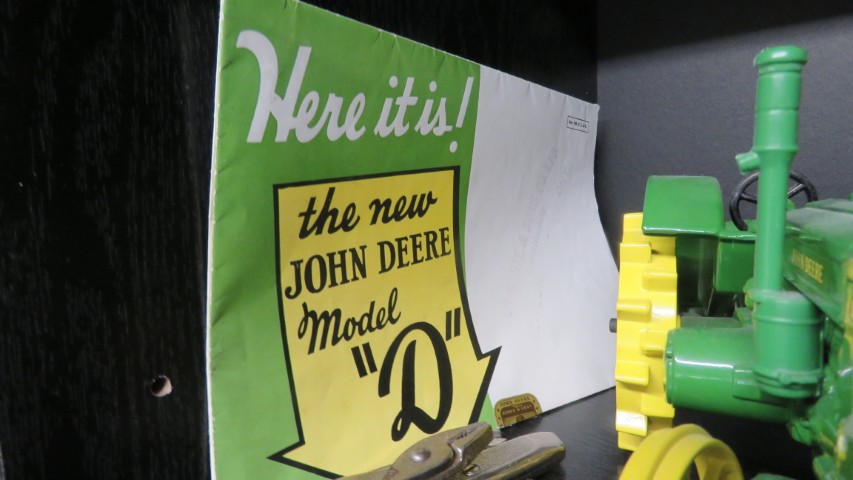 Here it is!
the new
JOHN DEERE
Model
"D"
JOHN DEERE